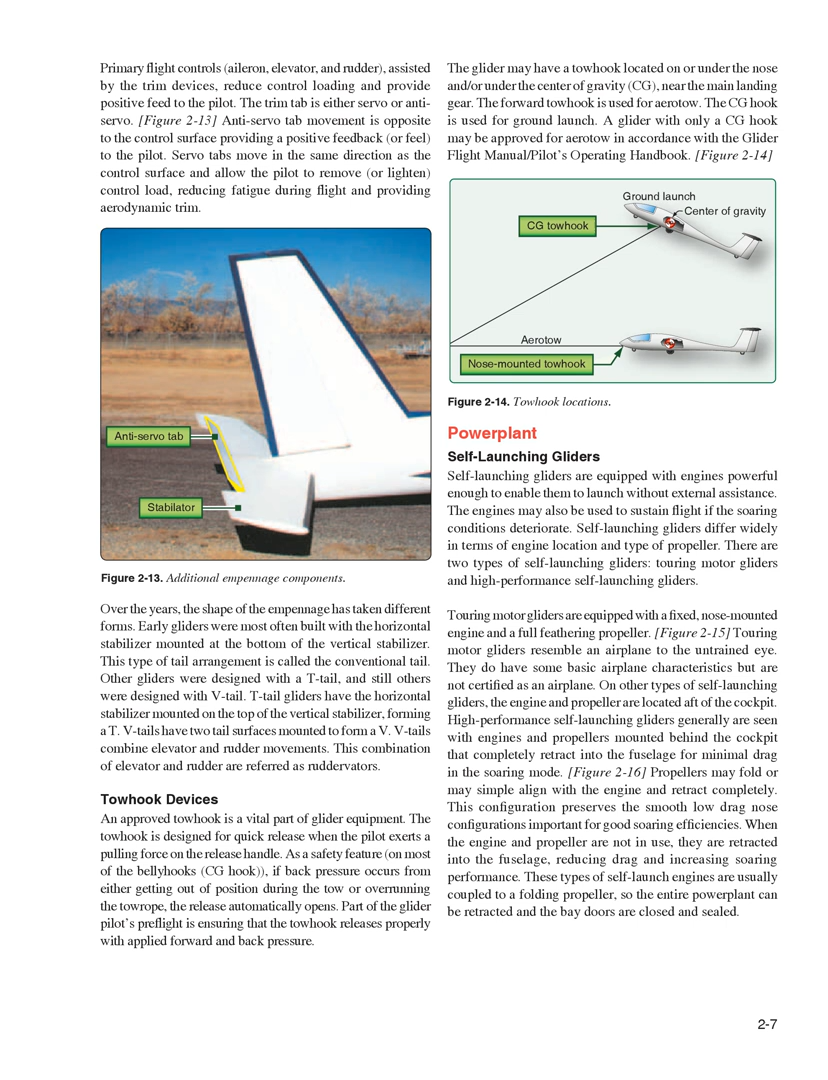 Primary flight controls (aileron, elevator, and rudder), assisted
by the trim devices, reduce control loading and provide
positive feed to the pilot. The trim tab is either servo or anti-
servo. [Figure 2-13] Anti-servo tab movement is opposite
to the control surface providing a positive feedback (or feel)
to the pilot. Servo tabs move in the same direction as the
control surface and allow the pilot to remove (or lighten)
control load, reducing fatigue during flight and providing
aerodynamic trim.
Anti-servo tab
Stabilator
Figure 2-13. Additional empennage components.
Over the years, the shape of the empennage has taken different
forms. Early gliders were most often built with the horizontal
stabilizer mounted at the bottom of the vertical stabilizer.
This type of tail arrangement is called the conventional tail.
Other gliders were designed with a T-tail, and still others
were designed with V-tail. T-tail gliders have the horizontal
stabilizer mounted on the top of the vertical stabilizer, forming
a T. V-tails have two tail surfaces mounted to form a V. V-tails
combine elevator and rudder movements. This combination
of elevator and rudder are referred as ruddervators.
Towhook Devices
An approved towhook is a vital part of glider equipment. The
towhook is designed for quick release when the pilot exerts a
pulling force on the release handle. As a safety feature (on most
of the bellyhooks (CG hook)), if back pressure occurs from
either getting out of position during the tow or overrunning
the towrope, the release automatically opens. Part of the glider
pilot's preflight is ensuring that the towhook releases properly
with applied forward and back pressure.
The glider may have a towhook located on or under the nose
and/or under the center of gravity (CG), near the main landing
gear. The forward towhook is used for aerotow. The CG hook
is used for ground launch. A glider with only a CG hook
may be approved for aerotow in accordance with the Glider
Flight Manual/Pilot's Operating Handbook. [Figure 2-14]
Ground launch
Center of gravity
CG towhook
Aerotow
Nose-mounted towhook
Figure 2-14. Towhook locations.
Powerplant
Self-Launching Gliders
Self-launching gliders are equipped with engines powerful
enough to enable them to launch without external assistance.
The engines may also be used to sustain flight if the soaring
conditions deteriorate. Self-launching gliders differ widely
in terms of engine location and type of propeller. There are
two types of self-launching gliders: touring motor gliders
and high-performance self-launching gliders.
Touring motor gliders are equipped with a fixed, nose-mounted
engine and a full feathering propeller. [Figure 2-15] Touring
motor gliders resemble an airplane to the untrained eye.
They do have some basic airplane characteristics but are
not certified as an airplane. On other types of self-launching
gliders, the engine and propeller are located aft of the cockpit.
High-performance self-launching gliders generally are seen
with engines and propellers mounted behind the cockpit
that completely retract into the fuselage for minimal drag
in the soaring mode. [Figure 2-16] Propellers may fold or
may simple align with the engine and retract completely.
This configuration preserves the smooth low drag nose
configurations important for good soaring efficiencies. When
the engine and propeller are not in use, they are retracted
into the fuselage, reducing drag and increasing soaring
performance. These types of self-launch engines are usually
coupled to a folding propeller, so the entire powerplant can
be retracted and the bay doors are closed and sealed.
2-7